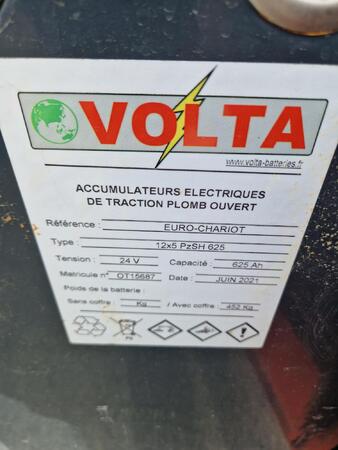 VOLTA
www.volta-batteries.fr
ACCUMULATEURS ELECTRIQUES
DE TRACTION PLOMB OUVERT
Référence : EURO-CHARIOT
Type : 12x5 PzSH 625
Tension : 24 V Capacité : 625 Ah
Matricule n° OT15687 Date : JUIN 2021
Poids de la batterie :
Sans coffre : Kg / Avec coffre : 452 Kg
Pb